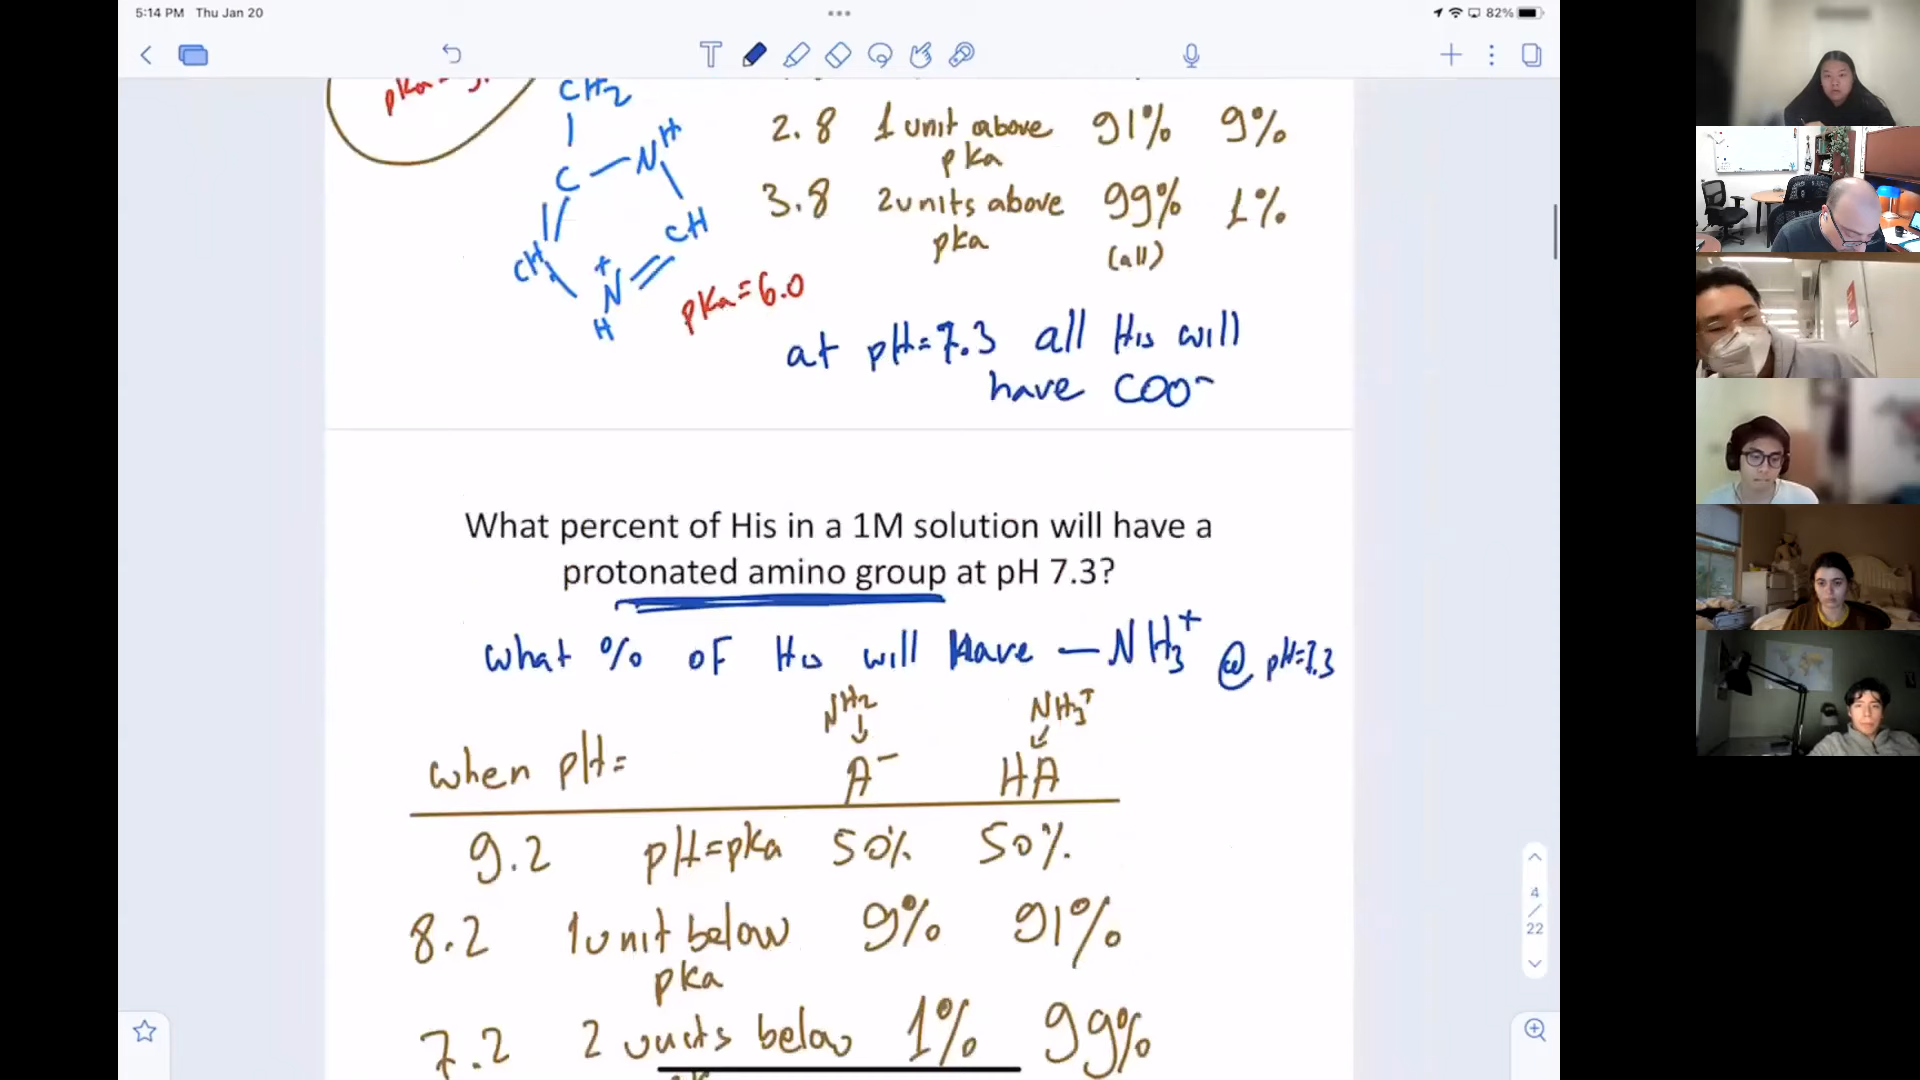 5:14 PM Thu Jan 20
82%
CH2
C
N
H
CH
CH
+
N
H
pKa=6.0
2.8 1 unit above pka 91% 9%
3.8 2 units above pka 99% (all) 1%
at pH=7.3 all His will
have COO-
What percent of His in a 1M solution will have a
protonated amino group at pH 7.3?
what % of His will have -NH3+ @ pH=7.3
NH2 NH3+
when pH= A- HA
9.2 pH=pka 50% 50%
8.2 1 unit below pka 9% 91%
7.2 2 units below 1% 99%
4
/
22